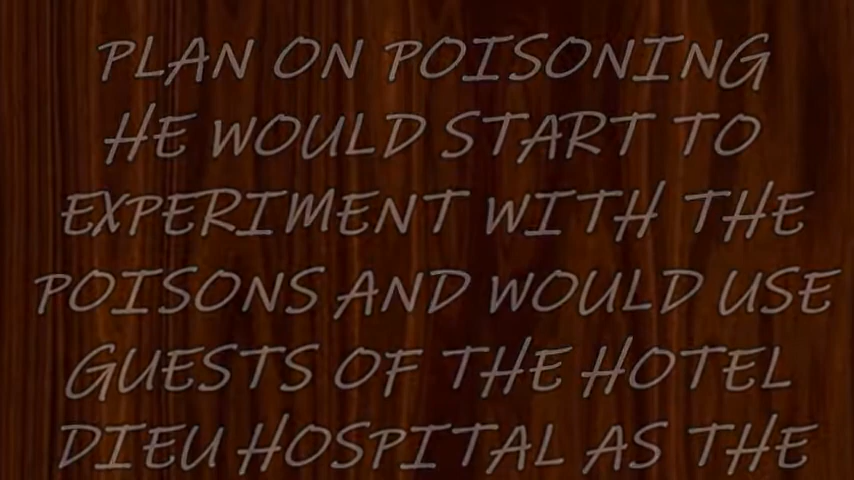 PLAN ON POISONING
HE WOULD START TO
EXPERIMENT WITH THE
POISONS AND WOULD USE
GUESTS OF THE HOTEL
DIEU HOSPITAL AS THE